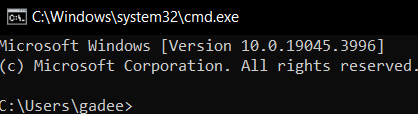 C:\Windows\system32\cmd.exe
Microsoft Windows [Version 10.0.19045.3996]
(c) Microsoft Corporation. All rights reserved.
C:\Users\gadee>